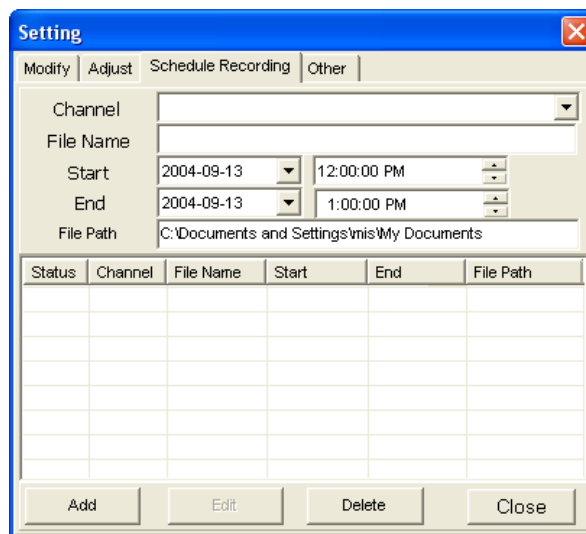 Setting
Modify Adjust Schedule Recording Other
Channel
File Name
Start 2004-09-13 12:00:00 PM
End 2004-09-13 1:00:00 PM
File Path C:\Documents and Settings\mis\My Documents
Status Channel File Name Start End File Path
Add Edit Delete Close